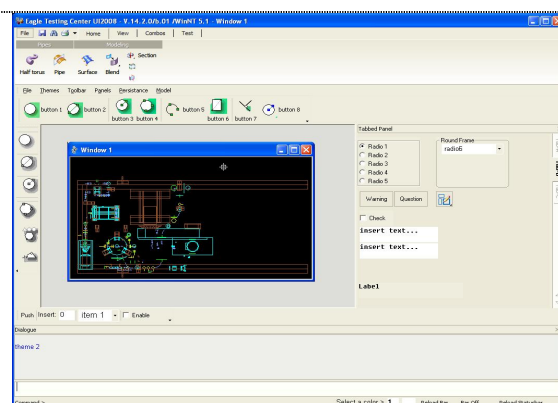 Eagle Testing Center UI2008 - V.14.2.0/b.01 /WinNT 5.1 - Window 1
File Home View Combos Test
Pipes Modeling
Half torus Pipe Surface Blend Section
File Themes Toolbar Panels Persistance Model
button 1 button 2 button 3 button 4 button 5 button 6 button 7 button 8
Tabbed Panel
Window 1
Radio 1
Radio 2
Radio 3
Radio 4
Radio 5
Round Frame
radio6
Warning Question
Check
insert text...
insert text...
Label
Push Insert: 0 item 1 Enable
Dialogue
theme 2
Command >
Select a color > 1 Reload Bar Bar Off Reload Statusbar